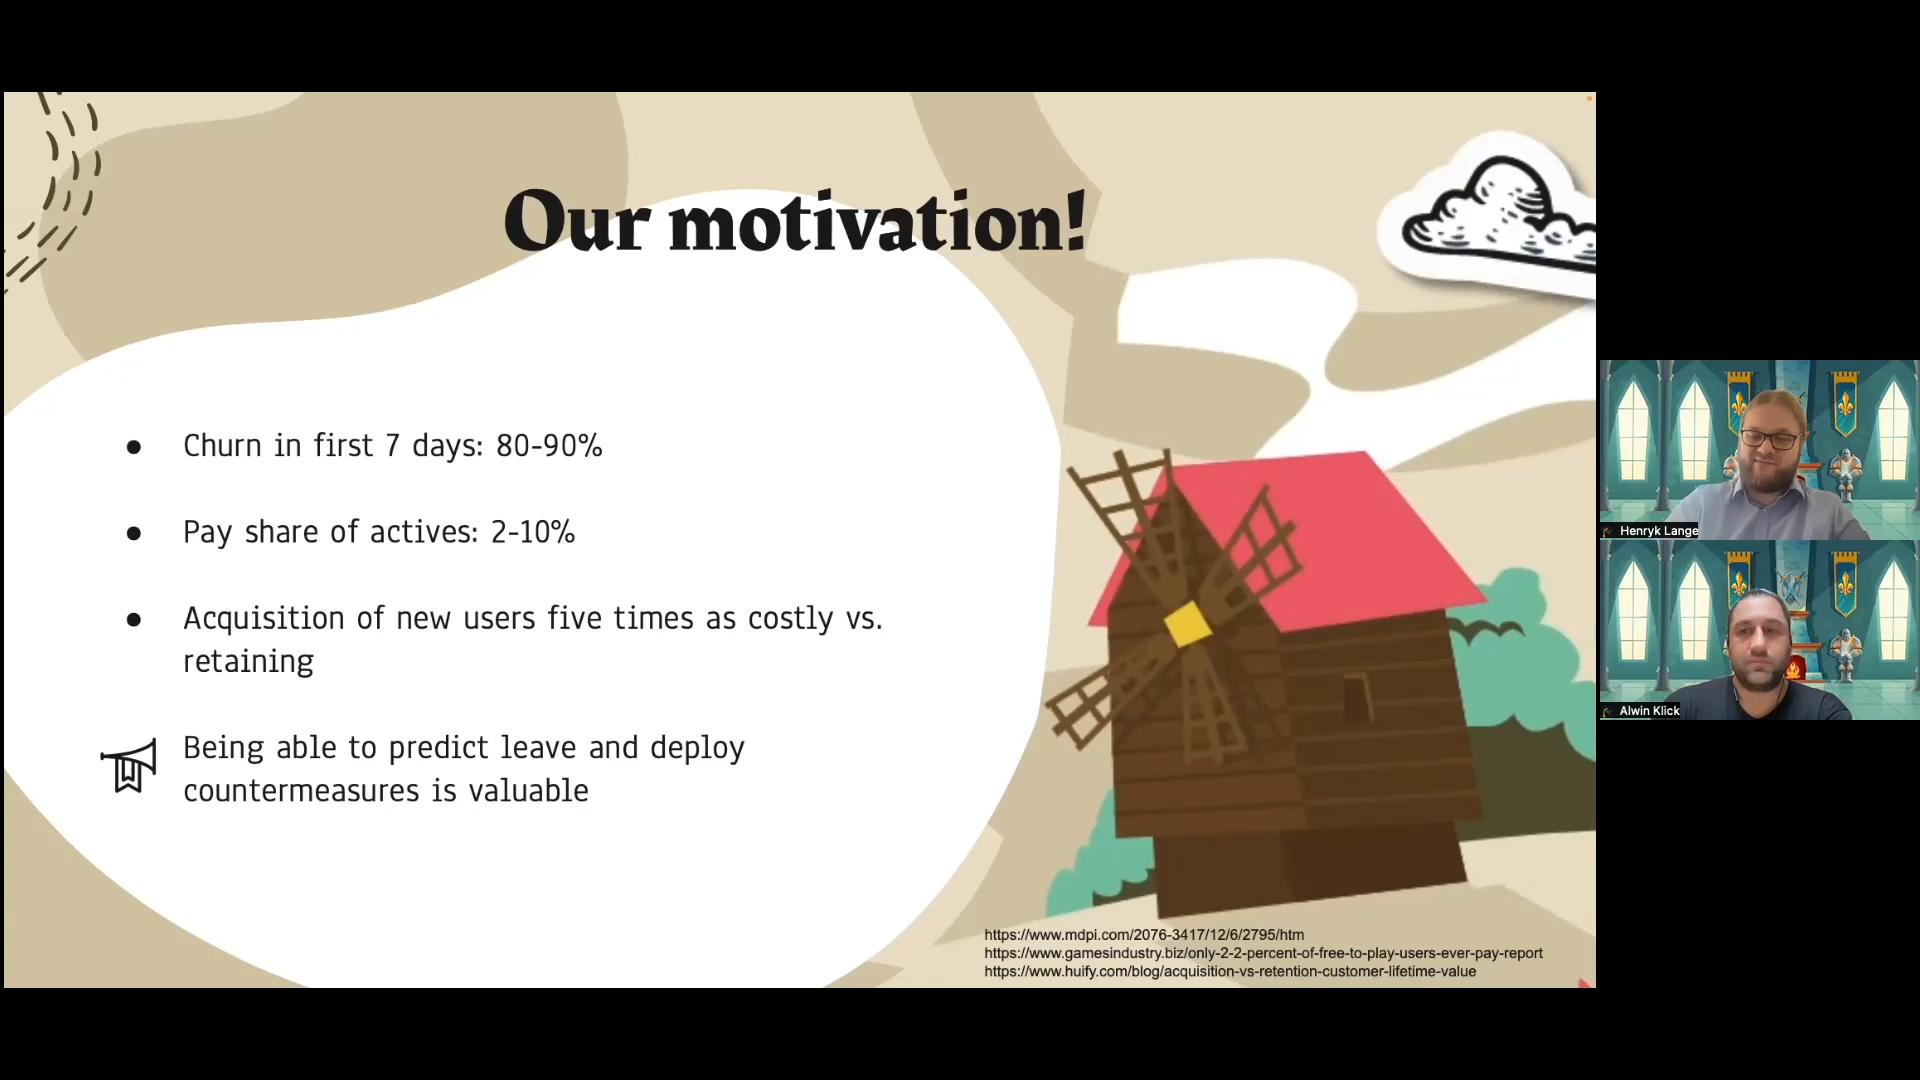 Our motivation!
Churn in first 7 days: 80-90%
Pay share of actives: 2-10%
Acquisition of new users five times as costly vs.
retaining
Being able to predict leave and deploy
countermeasures is valuable
https://www.mdpi.com/2076-3417/12/6/2795/htm
https://www.gamesindustry.biz/only-2-2-percent-of-free-to-play-users-ever-pay-report
https://www.huify.com/blog/acquisition-vs-retention-customer-lifetime-value
Henryk Lange
Alwin Klick